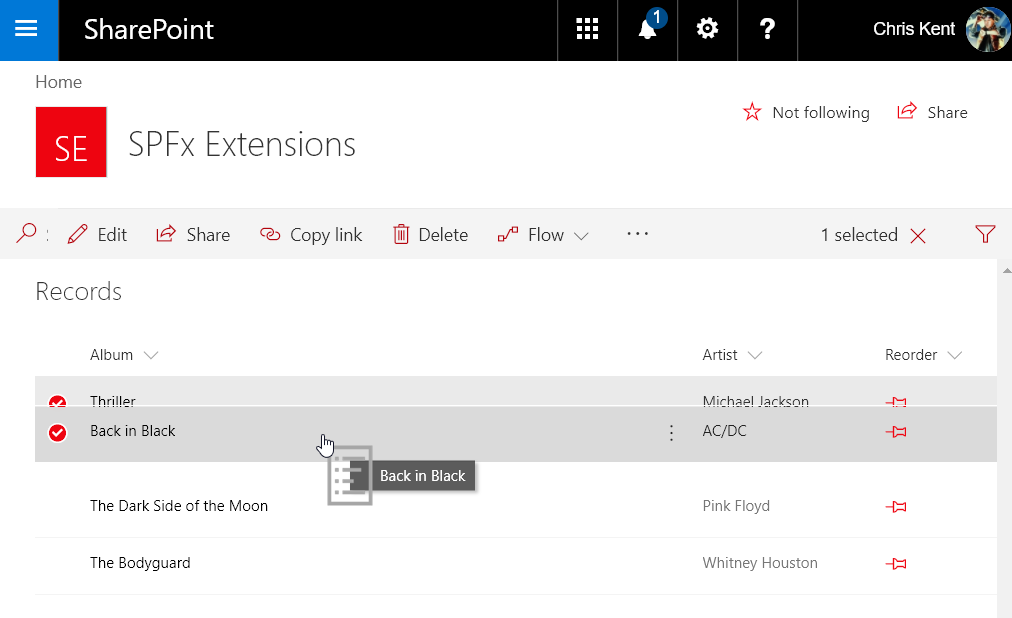 SharePoint
1
?
Chris Kent
Home
Not following
Share
SE
SPFx Extensions
Edit
Share
Copy link
Delete
Flow
...
1 selected
Records
Album
Artist
Reorder
Thriller
Michael Jackson
Back in Black
AC/DC
Back in Black
The Dark Side of the Moon
Pink Floyd
The Bodyguard
Whitney Houston